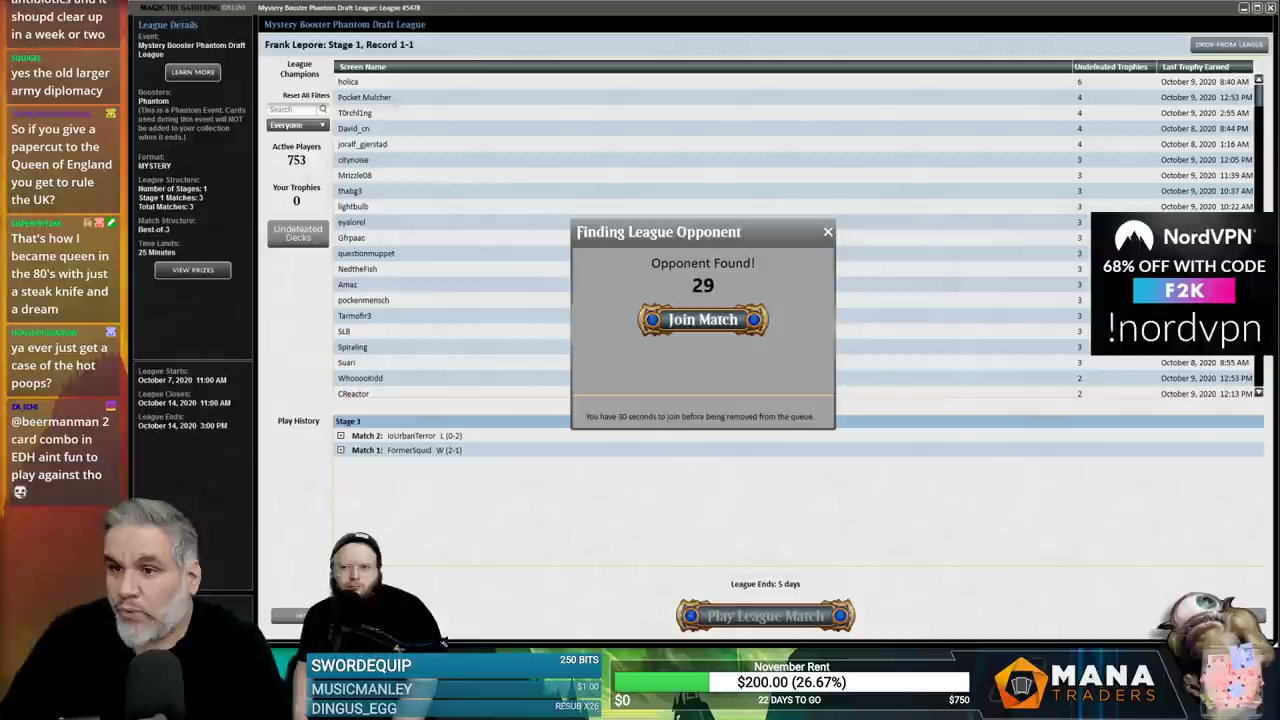 antibiotics and it
shoupd clear up
in a week or two
SQUIGEL
yes the old larger
army diplomacy
So if you give a
papercut to the
Queen of England
you get to rule
the UK?
SUPERFRITZKE
That's how I
became queen in
the 80's with just
a steak knife and
a dream
HOUSEOFSHADOW
ya ever just get a
case of the hot
poops?
ZA_ICHI
@beermanman 2
card combo in
EDH aint fun to
play against tho
MAGIC THE GATHERING ONLINE
Mystery Booster Phantom Draft League: League #5478
League Details
Event:
Mystery Booster Phantom Draft
League
LEARN MORE
Boosters:
Phantom
(This is a Phantom Event. Cards
used during this event will NOT
be added to your collection
when it ends.)
Format:
MYSTERY
League Structure:
Number of Stages: 1
Stage 1 Matches: 3
Total Matches: 3
Match Structure:
Best-of-3
Time Limits:
25 Minutes
VIEW PRIZES
League Starts:
October 7, 2020 11:00 AM
League Closes:
October 14, 2020 11:00 AM
League Ends:
October 14, 2020 3:00 PM
Mystery Booster Phantom Draft League
Frank Lepore: Stage 1, Record 1-1
DROP FROM LEAGUE
League
Champions
Reset All Filters
Search
Everyone
Active Players
753
Your Trophies
0
Undefeated
Decks
Screen Name Undefeated Trophies Last Trophy Earned
holica 6 October 9, 2020 8:40 AM
Pocket Mulcher 4 October 9, 2020 12:53 PM
T0rchl1ng 4 October 9, 2020 2:55 AM
David_cn 4 October 8, 2020 8:44 PM
joralf_gjerstad 4 October 8, 2020 1:16 AM
citynoise 3 October 9, 2020 12:05 PM
Mrizzle08 3 October 9, 2020 11:39 AM
thabg3 3 October 9, 2020 10:37 AM
lightbulb 3 October 9, 2020 10:22 AM
eyalorel 3
Gfrpaac 3
questionmuppet 3
NedtheFish 3
Amaz 3
pockenmensch 3
Tarmofir3 3
SLB 3
Spiraling 3
Suari 3 October 8, 2020 8:55 AM
WhooooKidd 2 October 9, 2020 12:53 PM
CReactor 2 October 9, 2020 12:13 PM
Finding League Opponent
Opponent Found!
29
Join Match
You have 30 seconds to join before being removed from the queue.
NordVPN
68% OFF WITH CODE
F2K
!nordvpn
Play History
Stage 1
Match 2: ioUrbanTerror L (0-2)
Match 1: FormerSquid W (2-1)
League Ends: 5 days
Play League Match
SWORDEQUIP 250 BITS
MUSICMANLEY $1.00
DINGUS_EGG RESUB X26
November Rent
$200.00 (26.67%)
$0 22 DAYS TO GO $750
MANA
TRADERS